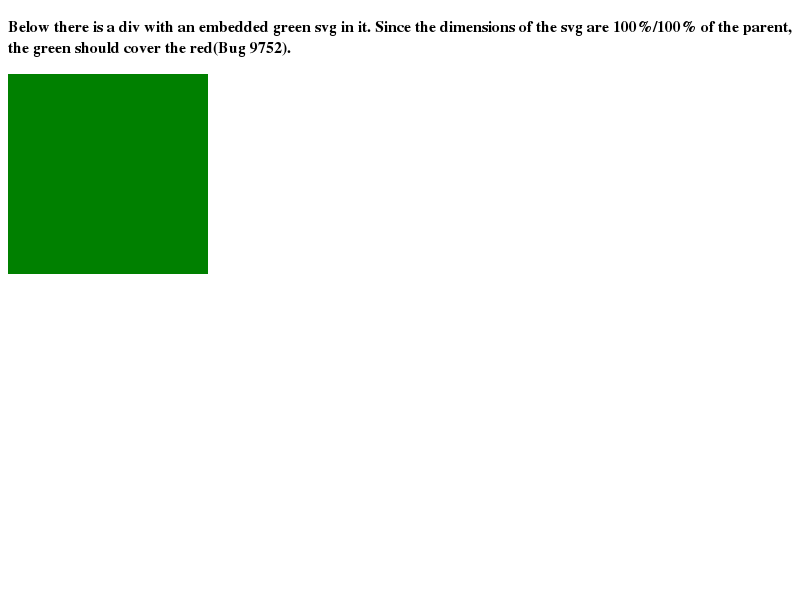 Below there is a div with an embedded green svg in it. Since the dimensions of the svg are 100%/100% of the parent,
the green should cover the red(Bug 9752).